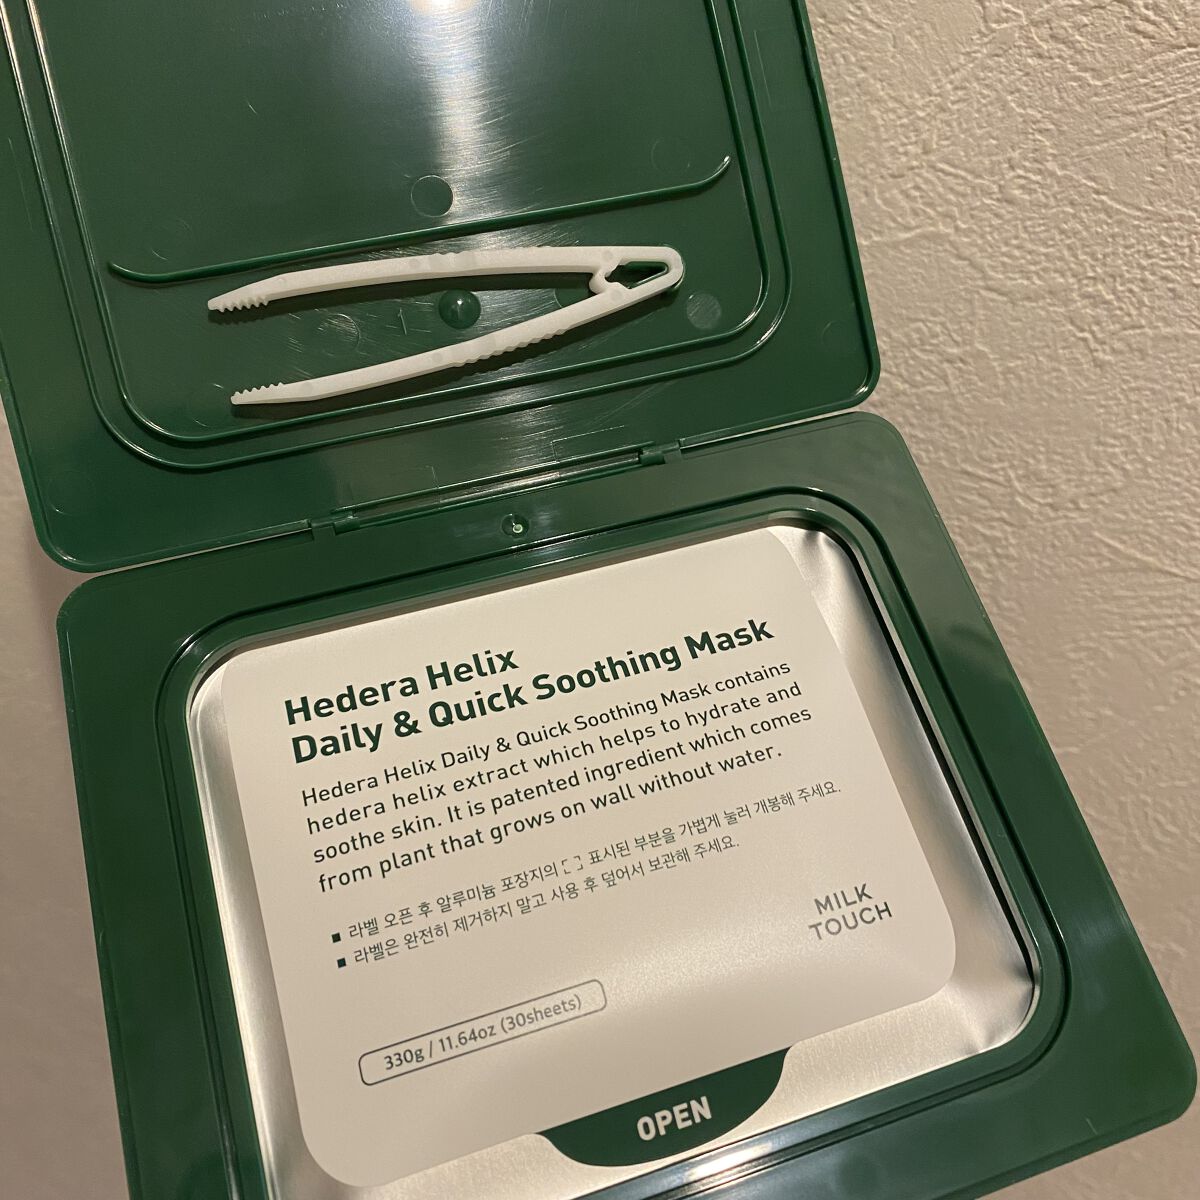 Hedera Helix
Daily & Quick Soothing Mask
Hedera Helix Daily & Quick Soothing Mask contains
hedera helix extract which helps to hydrate and
soothe skin. It is patented ingredient which comes
from plant that grows on wall without water.
▪ 라벨 오픈 후 알루미늄 포장지의 [ ] 표시된 부분을 가볍게 눌러 개봉해 주세요.
▪ 라벨은 완전히 제거하지 말고 사용 후 덮어서 보관해 주세요.
MILK
TOUCH
330g / 11.64oz (30sheets)
OPEN
1